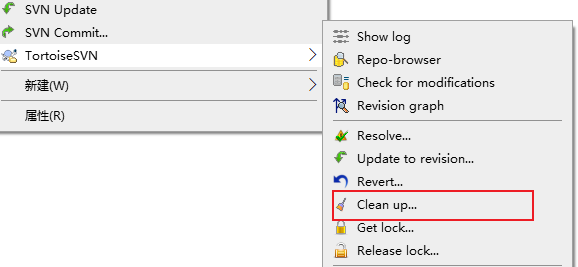 SVN Update
SVN Commit...
TortoiseSVN
新建(W)
属性(R)
Show log
Repo-browser
Check for modifications
Revision graph
Resolve...
Update to revision...
Revert...
Clean up...
Get lock...
Release lock...